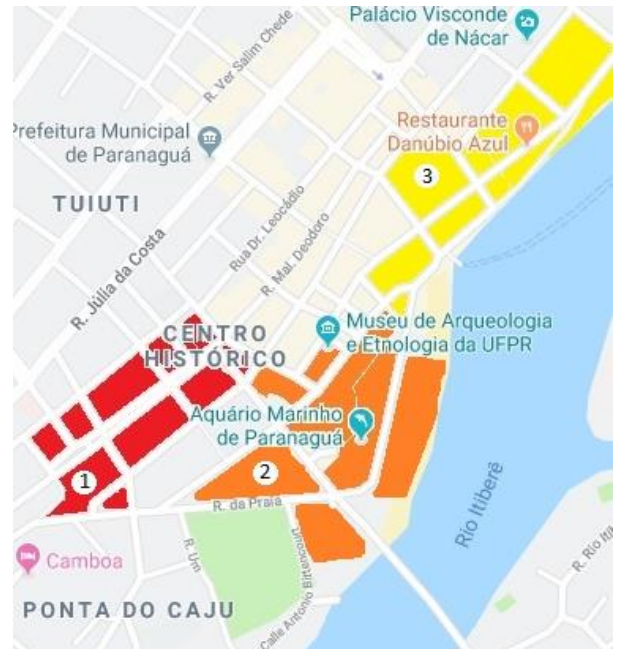 Palácio Visconde
de Nácar
R. Ver Salim Chede
Restaurante
Danúbio Azul
Prefeitura Municipal
de Paranaguá
3
TUIUTI
Rua Dr. Leocádio
R. Mal. Deodoro
R. Júlia da Costa
Museu de Arqueologia
e Etnologia da UFPR
CENTRO
HISTÓRICO
Aquário Marinho
de Paranaguá
1
2
R. da Praia
Rio Itiberê
R. Rio Itib
Camboa
R. Um
Calle Antonio Bittencourt
PONTA DO CAJU